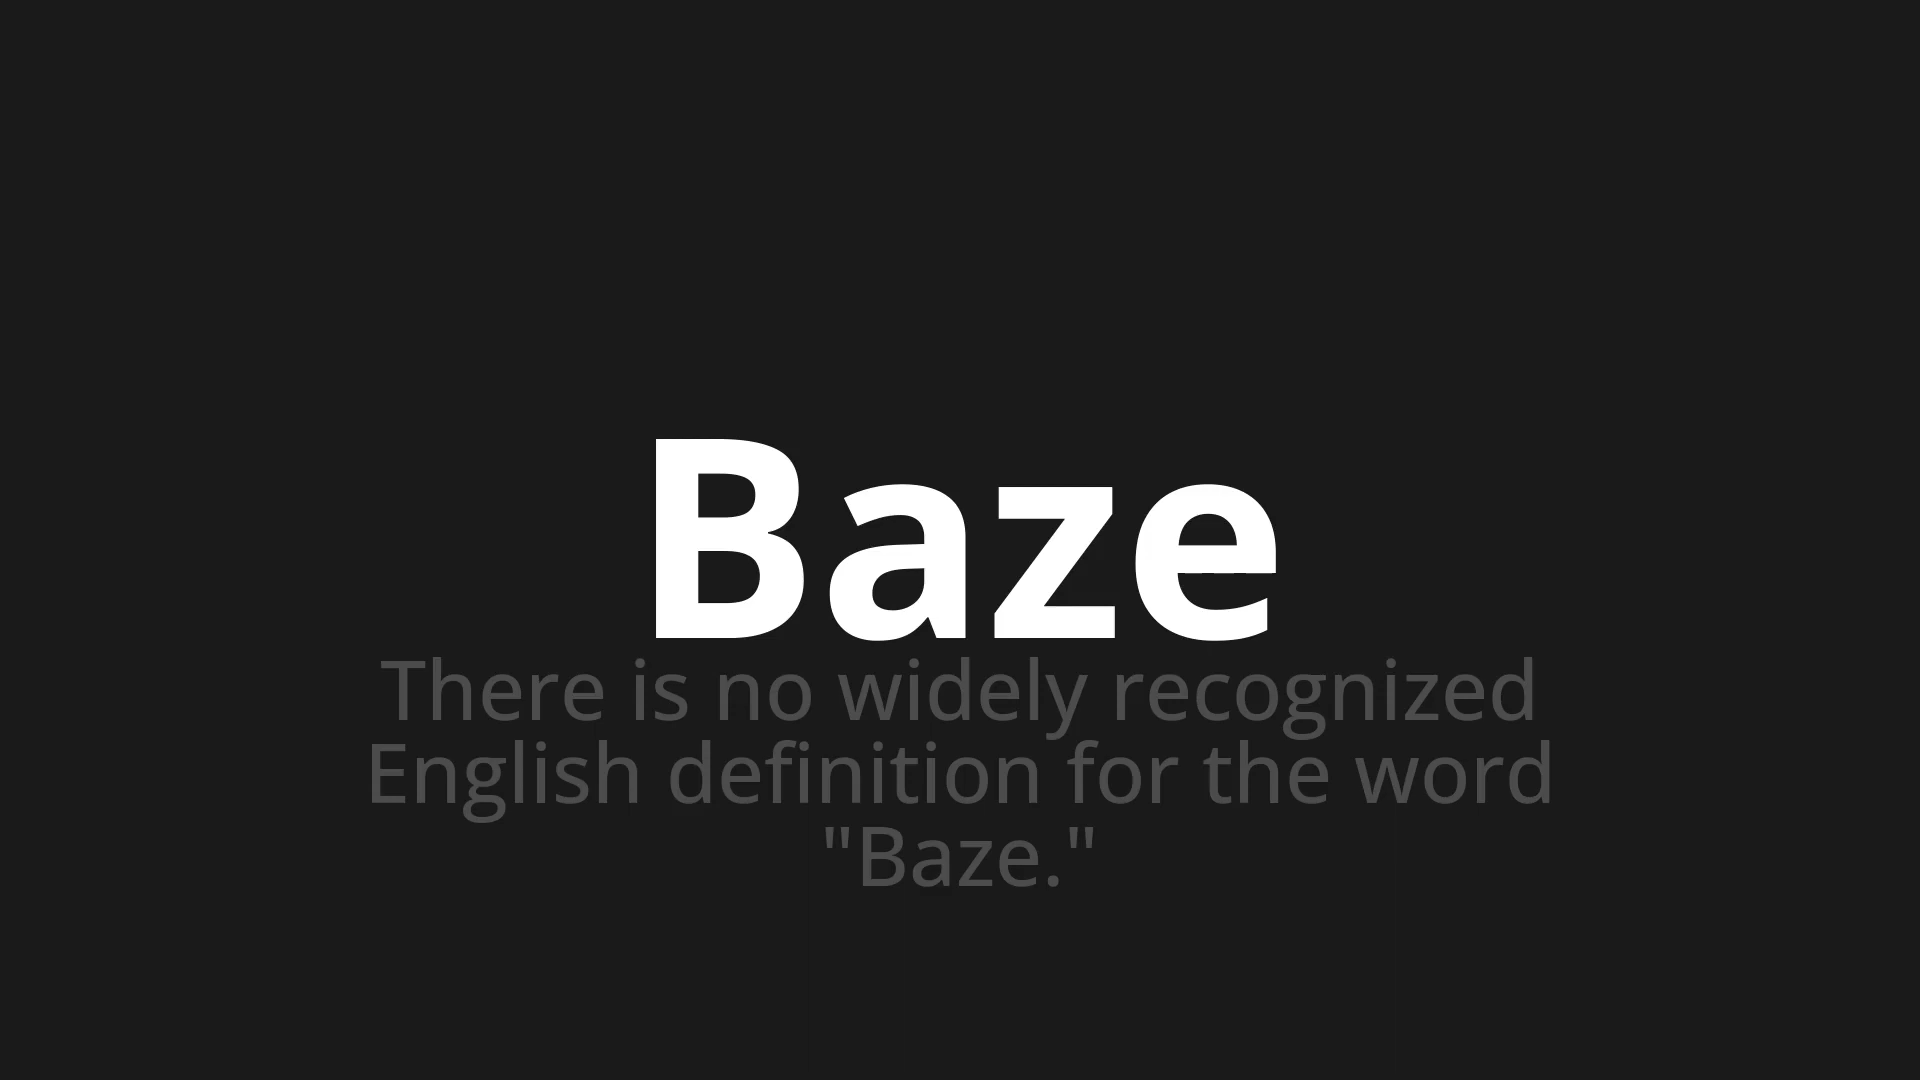 Baze
There is no widely recognized
English definition for the word
"Baze."